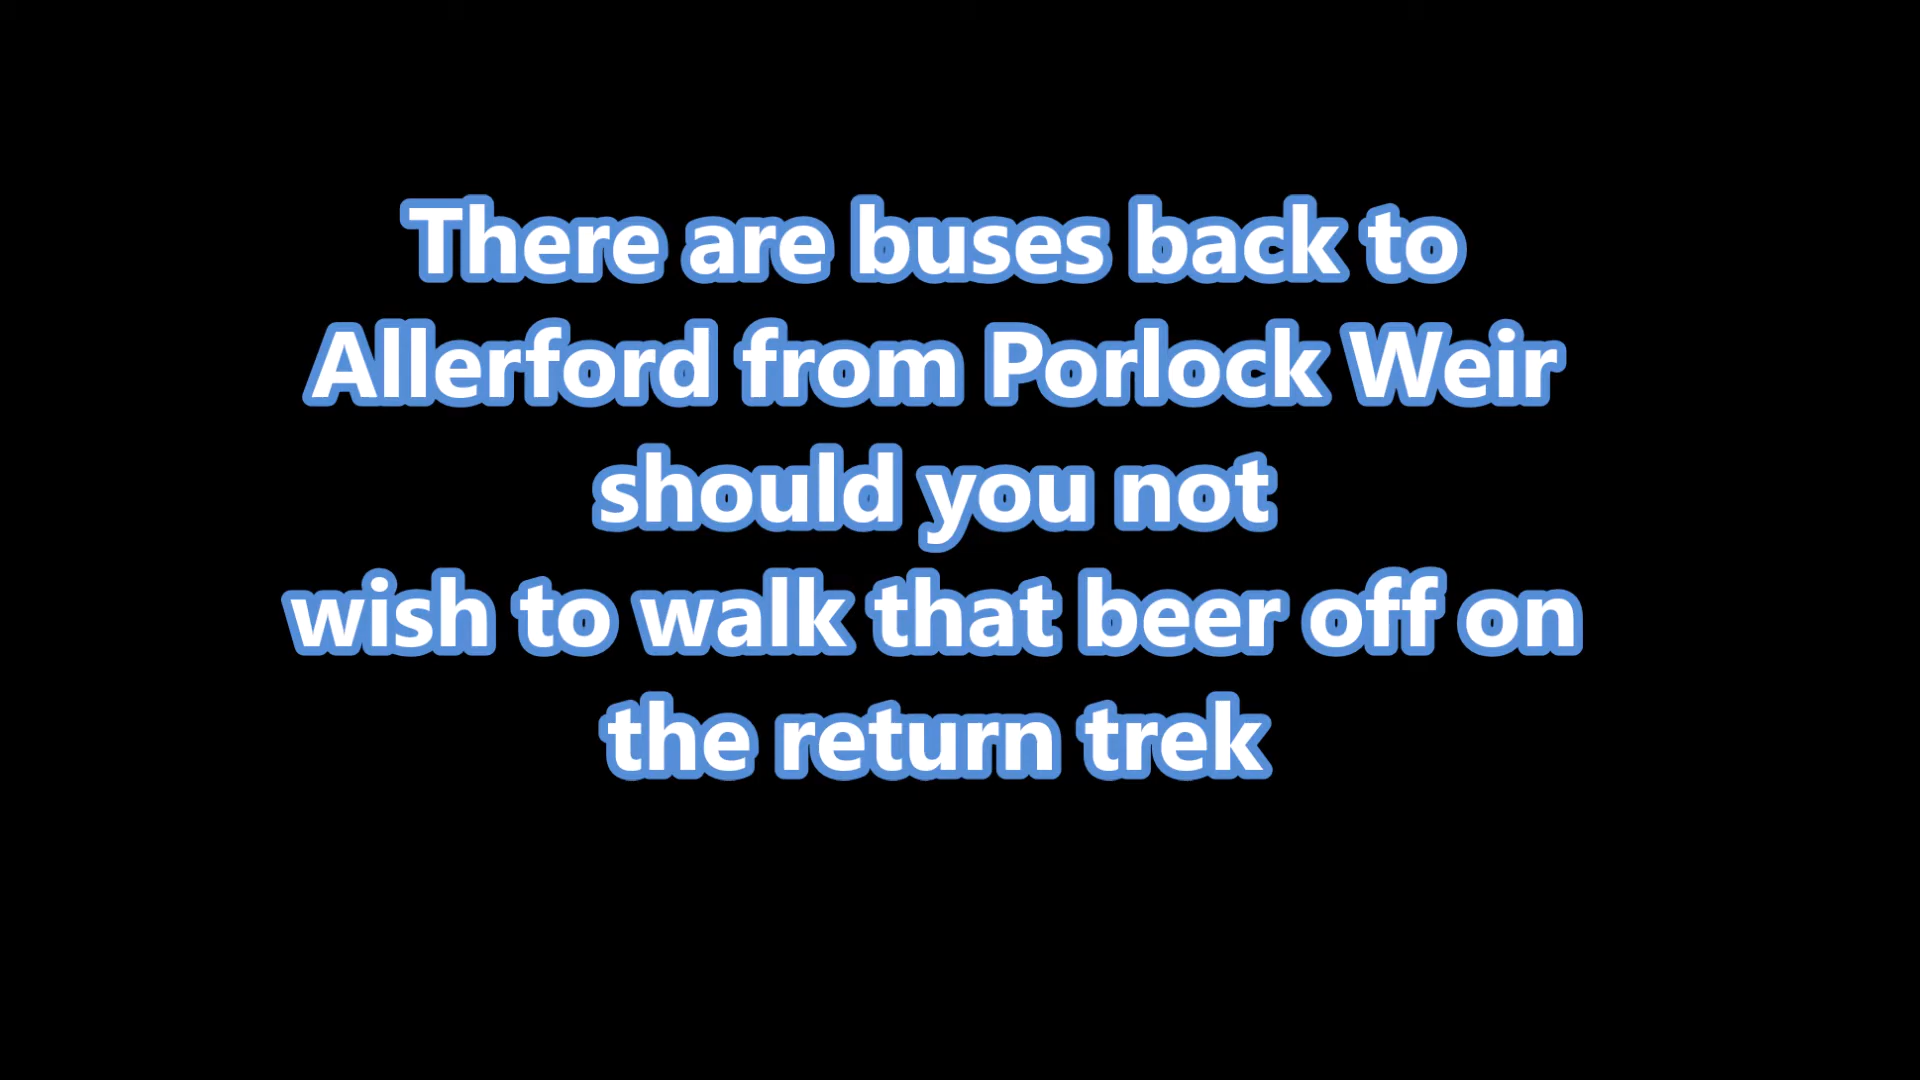 There are buses back to
Allerford from Porlock Weir
should you not
wish to walk that beer off on
the return trek